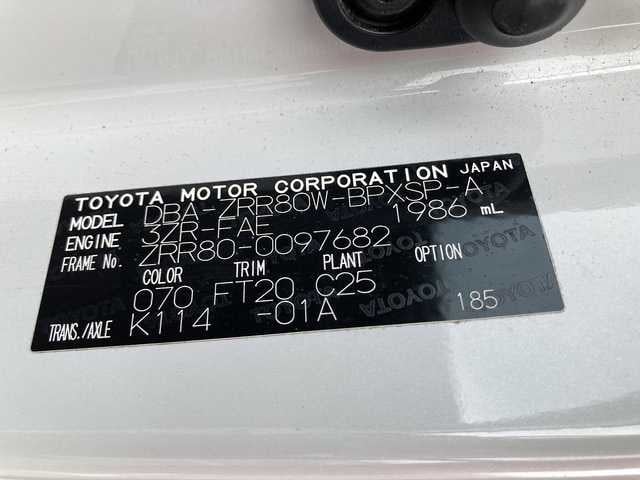 TOYOTA MOTOR CORPORATION JAPAN
MODEL DBA-ZRR80W-BPXSP-A
ENGINE 3ZR-FAE 1986 mL
FRAME No. ZRR80-0097682
COLOR TRIM PLANT OPTION
070 FT20 C25
TRANS./AXLE K114 -01A 185